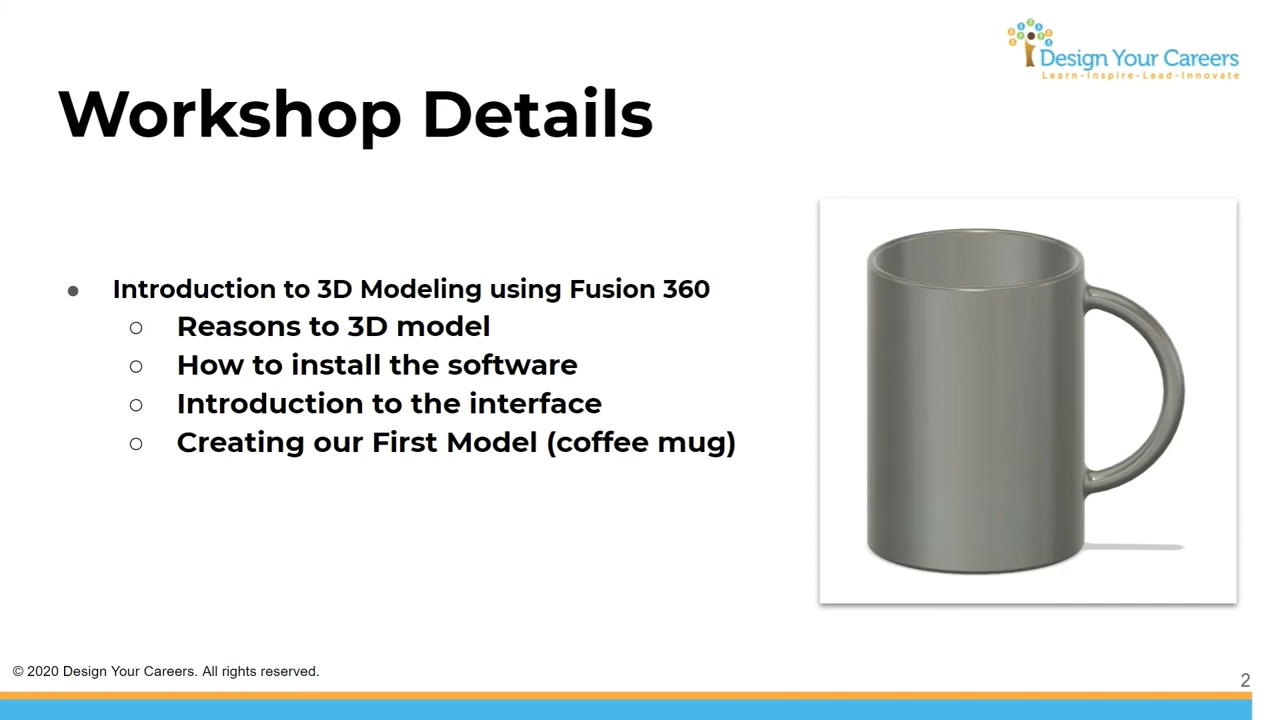 Design Your Careers
Learn-Inspire-Lead-Innovate
Workshop Details
● Introduction to 3D Modeling using Fusion 360
○ Reasons to 3D model
○ How to install the software
○ Introduction to the interface
○ Creating our First Model (coffee mug)
© 2020 Design Your Careers. All rights reserved.
2